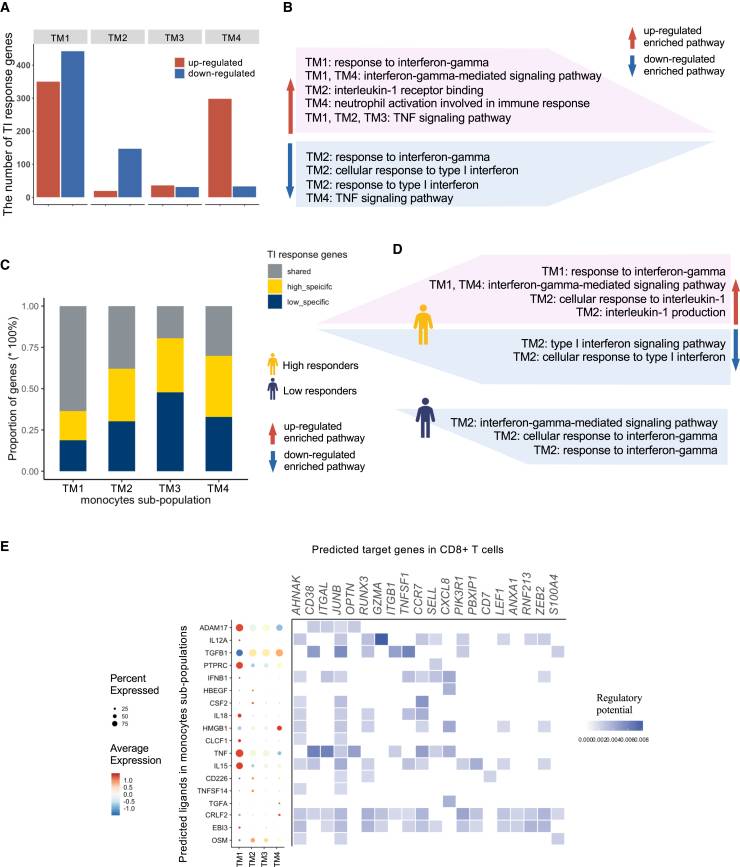 A
TM1 TM2 TM3 TM4
up-regulated
down-regulated
The number of TI response genes
400
300
200
100
0
B
up-regulated
enriched pathway
down-regulated
enriched pathway
TM1: response to interferon-gamma
TM1, TM4: interferon-gamma-mediated signaling pathway
TM2: interleukin-1 receptor binding
TM4: neutrophil activation involved in immune response
TM1, TM2, TM3: TNF signaling pathway
TM2: response to interferon-gamma
TM2: cellular response to type I interferon
TM2: response to type I interferon
TM4: TNF signaling pathway
C
TI response genes
shared
high_speicifc
low_specific
Proportion of genes (* 100%)
1.00
0.75
0.50
0.25
0.00
TM1 TM2 TM3 TM4
monocytes sub-population
High responders
Low responders
up-regulated
enriched pathway
down-regulated
enriched pathway
D
TM1: response to interferon-gamma
TM1, TM4: interferon-gamma-mediated signaling pathway
TM2: cellular response to interleukin-1
TM2: interleukin-1 production
TM2: type I interferon signaling pathway
TM2: cellular response to type I interferon
TM2: interferon-gamma-mediated signaling pathway
TM2: cellular response to interferon-gamma
TM2: response to interferon-gamma
E
Predicted target genes in CD8+ T cells
AHNAK
CD38
ITGAL
JUNB
OPTN
RUNX3
GZMA
ITGB1
TNFSF1
CCR7
SELL
CXCL8
PIK3R1
PBXIP1
CD7
LEF1
ANXA1
RNF213
ZEB2
S100A4
Predicted ligands in monocytes sub-populations
ADAM17
IL12A
TGFB1
PTPRC
IFNB1
HBEGF
CSF2
IL18
HMGB1
CLCF1
TNF
IL15
CD226
TNFSF14
TGFA
CRLF2
EBI3
OSM
TM1
TM2
TM3
TM4
Percent
Expressed
25
50
75
Average
Expression
1.0
0.5
0.0
-0.5
-1.0
Regulatory
potential
0.0000.0020.0040.0060.008